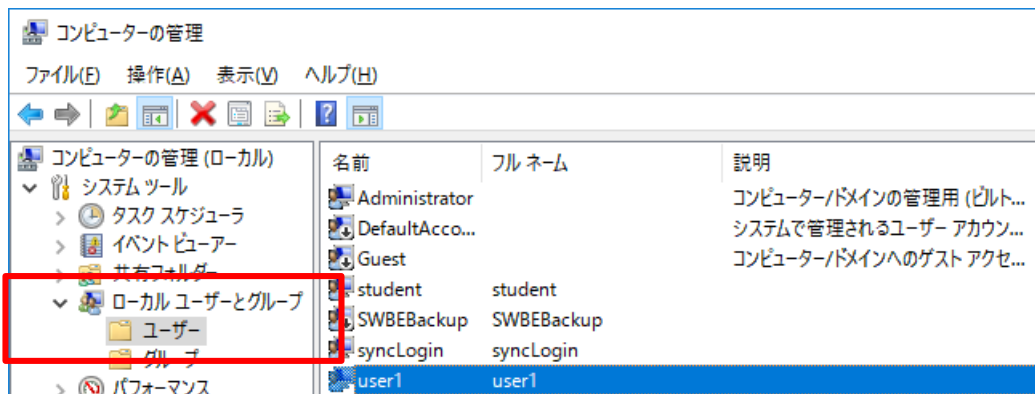 コンピューターの管理
ファイル(F) 操作(A) 表示(V) ヘルプ(H)
コンピューターの管理 (ローカル)
システム ツール
タスク スケジューラ
イベント ビューアー
共有フォルダー
ローカル ユーザーとグループ
ユーザー
グループ
パフォーマンス
名前 フル ネーム 説明
Administrator コンピューター/ドメインの管理用 (ビルト...
DefaultAcco... システムで管理されるユーザー アカウン...
Guest コンピューター/ドメインへのゲスト アクセ...
student student
SWBEBackup SWBEBackup
syncLogin syncLogin
user1 user1